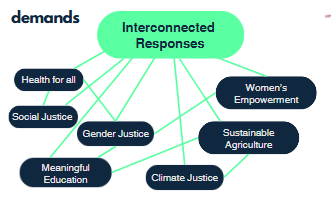 demands
Interconnected
Responses
Health for all
Women's
Empowerment
Social Justice
Gender Justice
Sustainable
Agriculture
Meaningful
Education
Climate Justice